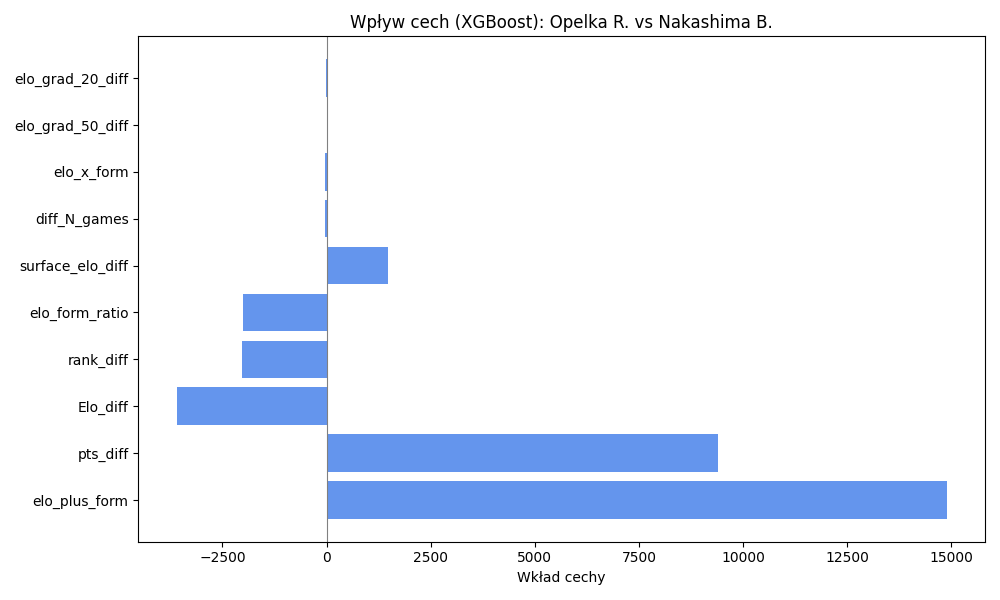 Wpływ cech (XGBoost): Opelka R. vs Nakashima B.
elo_grad_20_diff
elo_grad_50_diff
elo_x_form
diff_N_games
surface_elo_diff
elo_form_ratio
rank_diff
Elo_diff
pts_diff
elo_plus_form
−2500 0 2500 5000 7500 10000 12500 15000
Wkład cechy